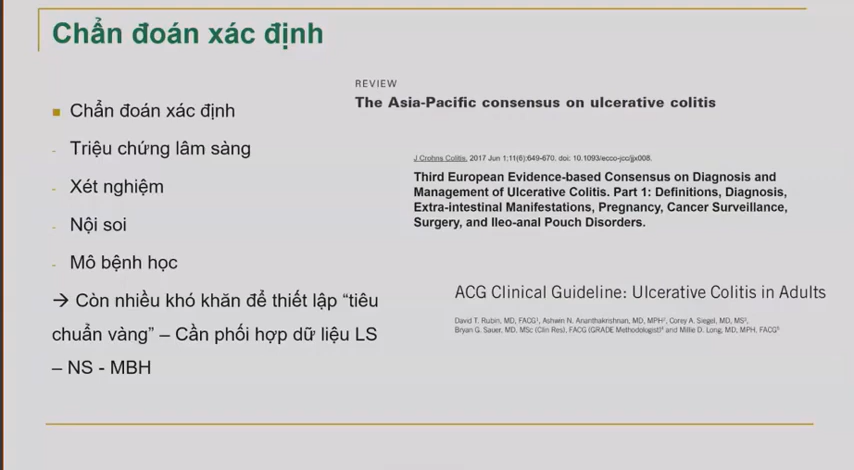 Chẩn đoán xác định
■ Chẩn đoán xác định
- Triệu chứng lâm sàng
- Xét nghiệm
- Nội soi
- Mô bệnh học
→ Còn nhiều khó khăn để thiết lập “tiêu
chuẩn vàng” – Cần phối hợp dữ liệu LS
– NS - MBH
REVIEW
The Asia-Pacific consensus on ulcerative colitis
J Crohns Colitis. 2017 Jun 1;11(6):649-670. doi: 10.1093/ecco-jcc/jjx008.
Third European Evidence-based Consensus on Diagnosis and
Management of Ulcerative Colitis. Part 1: Definitions, Diagnosis,
Extra-intestinal Manifestations, Pregnancy, Cancer Surveillance,
Surgery, and Ileo-anal Pouch Disorders.
ACG Clinical Guideline: Ulcerative Colitis in Adults
David T. Rubin, MD, FACG¹, Ashwin N. Ananthakrishnan, MD, MPH², Corey A. Siegel, MD, MS³,
Bryan G. Sauer, MD, MSc (Clin Res), FACG (GRADE Methodologist)⁴ and Millie D. Long, MD, MPH, FACG⁵